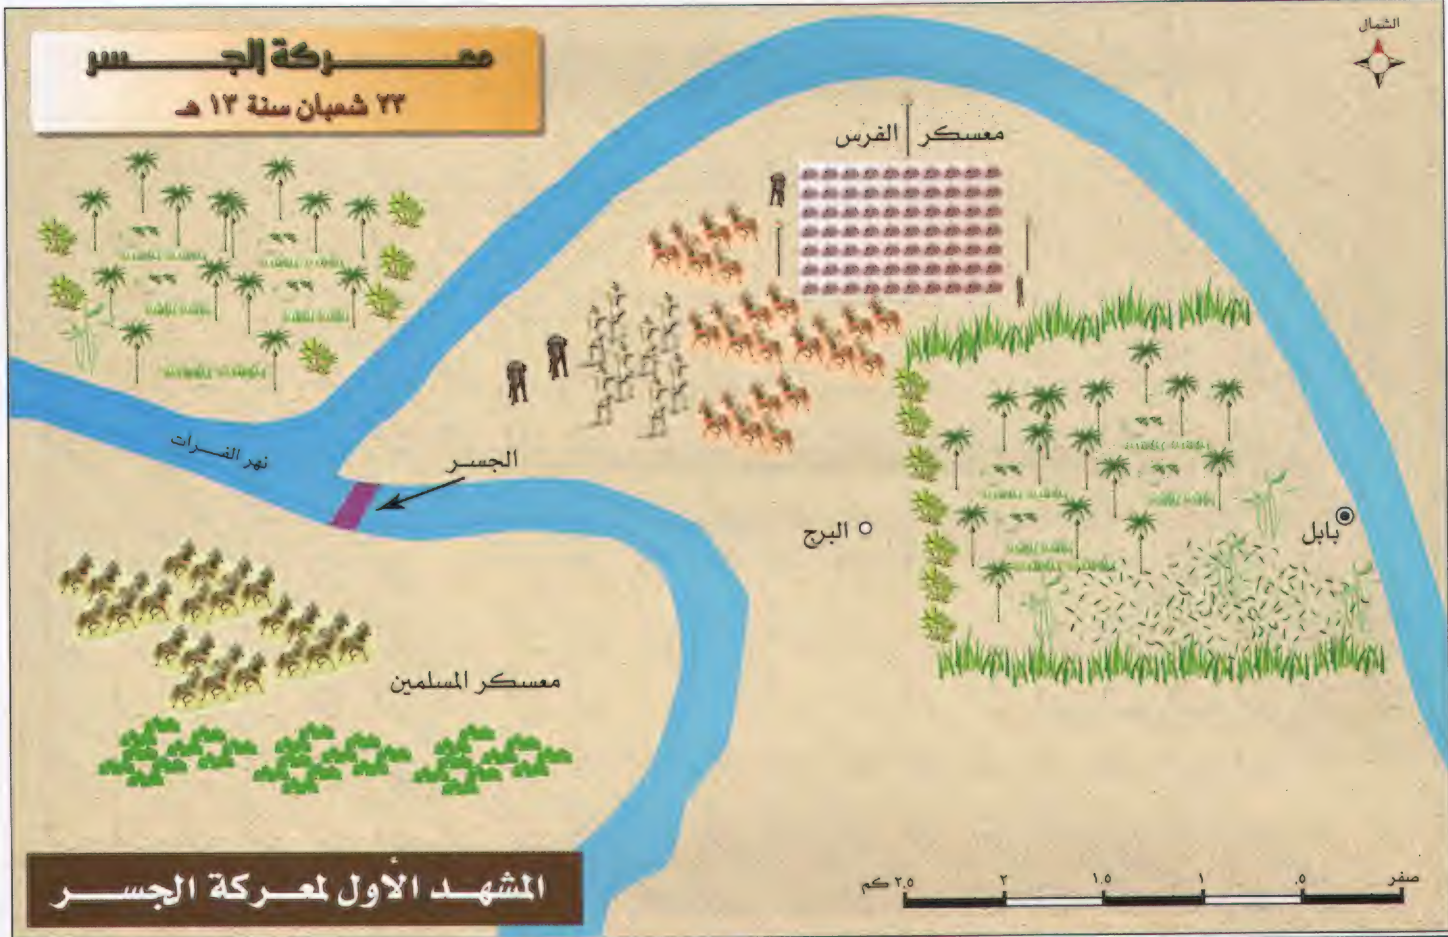 معركة الجسر
٢٣ شعبان سنة ١٣ هـ
الشمال
معسكر الفرس
نهر الفرات
الجسر
البرج
بابل
معسكر المسلمين
المشهد الأول لمعركة الجسر
صفر .٥ ١ ١.٥ ٢ ٢.٥ كم